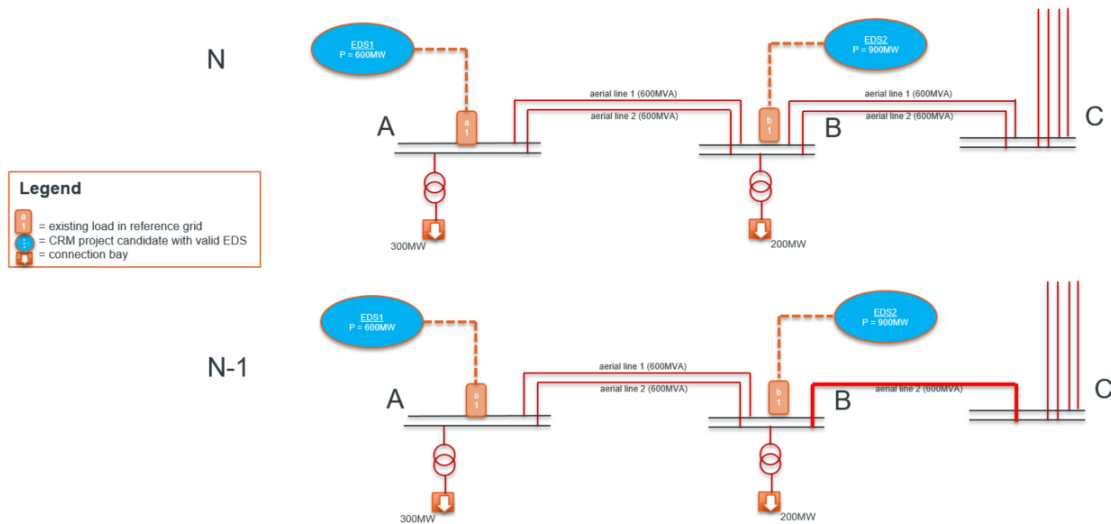 N
EDS1
P = 600MW
EDS2
P = 900MW
aerial line 1 (600MVA)
aerial line 1 (600MVA)
a
1
b
1
A
aerial line 2 (600MVA)
B
aerial line 2 (600MVA)
C
300MW
200MW
Legend
a
1
= existing load in reference grid
= CRM project candidate with valid EDS
= connection bay
N-1
EDS1
P = 600MW
EDS2
P = 900MW
aerial line 1 (600MVA)
a
1
b
1
A
aerial line 2 (600MVA)
B
aerial line 2 (600MVA)
C
300MW
200MW